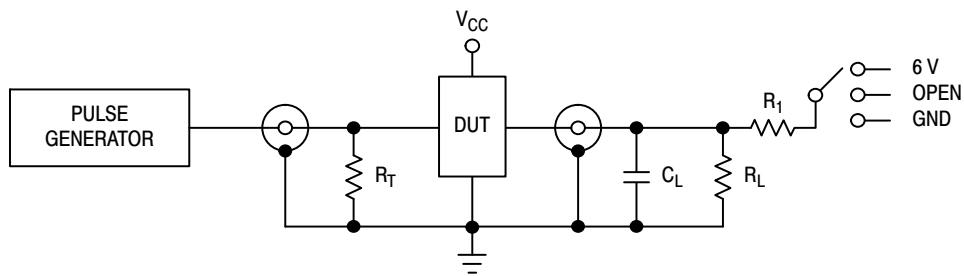 V_CC
PULSE
GENERATOR
DUT
R_T
C_L
R_L
R_1
6 V
OPEN
GND